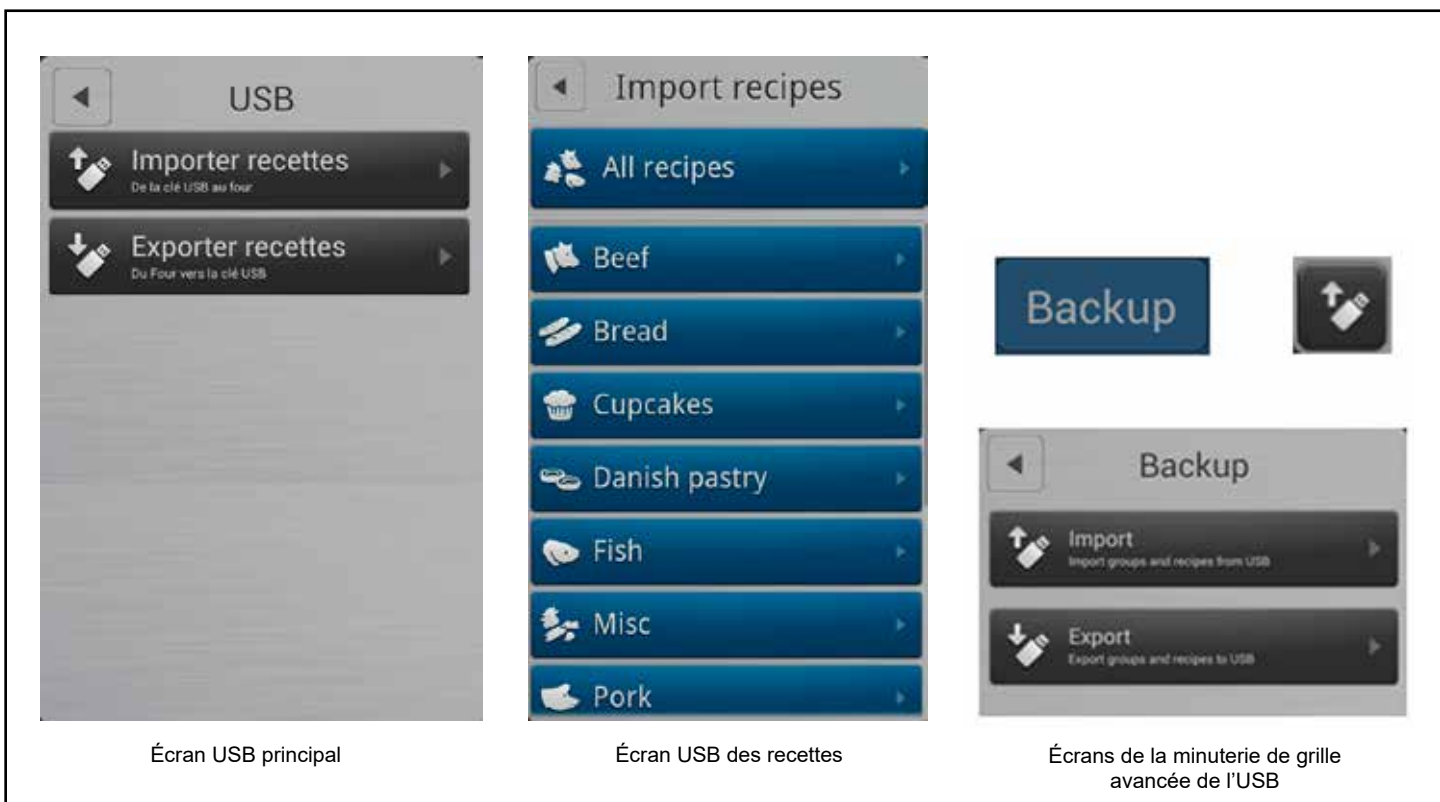 USB
Importer recettes
De la clé USB au four
Exporter recettes
Du Four vers la clé USB
Écran USB principal
Import recipes
All recipes
Beef
Bread
Cupcakes
Danish pastry
Fish
Misc
Pork
Écran USB des recettes
Backup
Backup
Import
Import groups and recipes from USB
Export
Export groups and recipes to USB
Écrans de la minuterie de grille
avancée de l’USB